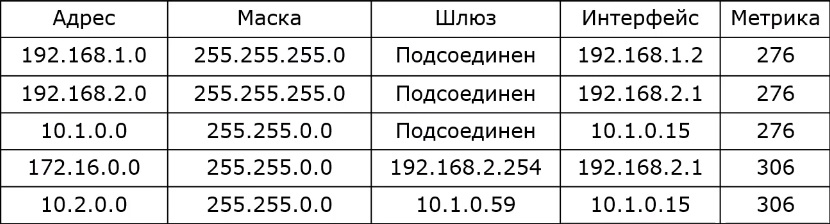 Адрес Маска Шлюз Интерфейс Метрика
192.168.1.0 255.255.255.0 Подсоединен 192.168.1.2 276
192.168.2.0 255.255.255.0 Подсоединен 192.168.2.1 276
10.1.0.0 255.255.0.0 Подсоединен 10.1.0.15 276
172.16.0.0 255.255.0.0 192.168.2.254 192.168.2.1 306
10.2.0.0 255.255.0.0 10.1.0.59 10.1.0.15 306